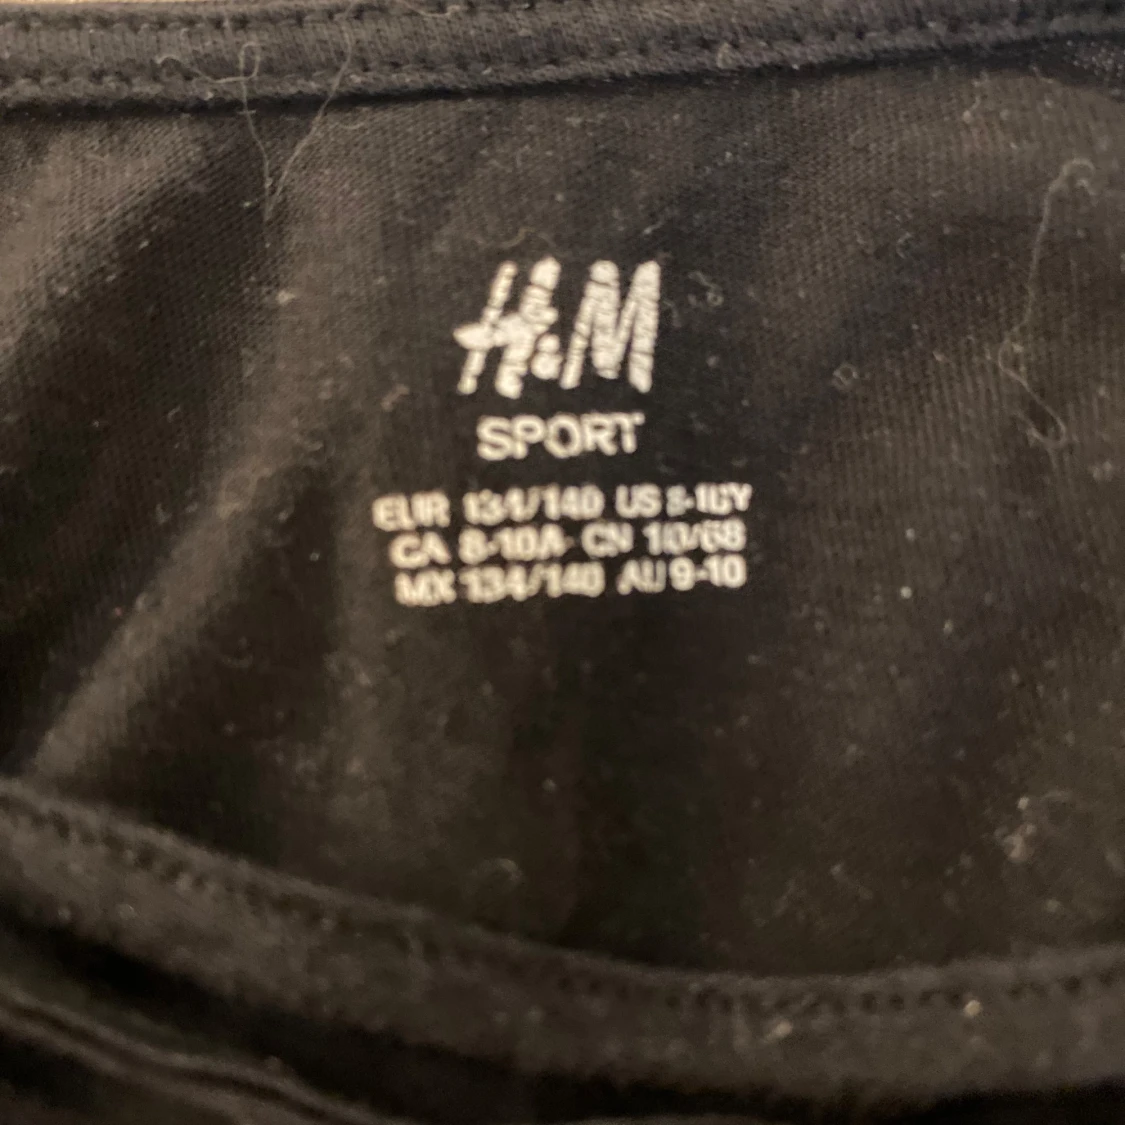 H&M
SPORT
EUR 134/140 US 8-10Y
CA 8-10A CN 140/68
MX 134/140 AU 9-10